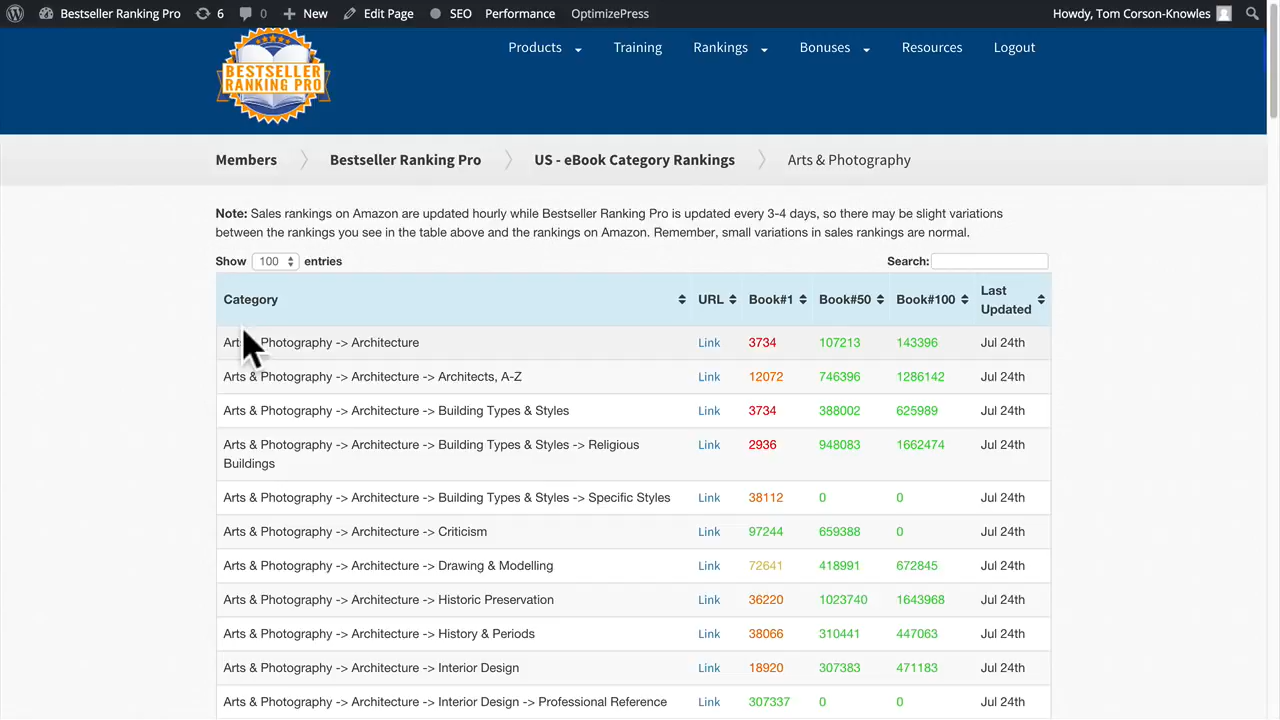 Bestseller Ranking Pro 6 0 New Edit Page SEO Performance OptimizePress Howdy, Tom Corson-Knowles
BESTSELLER
RANKING PRO
Products Training Rankings Bonuses Resources Logout
Members Bestseller Ranking Pro US - eBook Category Rankings Arts & Photography
Note: Sales rankings on Amazon are updated hourly while Bestseller Ranking Pro is updated every 3-4 days, so there may be slight variations
between the rankings you see in the table above and the rankings on Amazon. Remember, small variations in sales rankings are normal.
Show 100 entries Search:
Category URL Book#1 Book#50 Book#100 Last
Updated
Arts & Photography -> Architecture Link 3734 107213 143396 Jul 24th
Arts & Photography -> Architecture -> Architects, A-Z Link 12072 746396 1286142 Jul 24th
Arts & Photography -> Architecture -> Building Types & Styles Link 3734 388002 625989 Jul 24th
Arts & Photography -> Architecture -> Building Types & Styles -> Religious Link 2936 948083 1662474 Jul 24th
Buildings
Arts & Photography -> Architecture -> Building Types & Styles -> Specific Styles Link 38112 0 0 Jul 24th
Arts & Photography -> Architecture -> Criticism Link 97244 659388 0 Jul 24th
Arts & Photography -> Architecture -> Drawing & Modelling Link 72641 418991 672845 Jul 24th
Arts & Photography -> Architecture -> Historic Preservation Link 36220 1023740 1643968 Jul 24th
Arts & Photography -> Architecture -> History & Periods Link 38066 310441 447063 Jul 24th
Arts & Photography -> Architecture -> Interior Design Link 18920 307383 471183 Jul 24th
Arts & Photography -> Architecture -> Interior Design -> Professional Reference Link 307337 0 0 Jul 24th